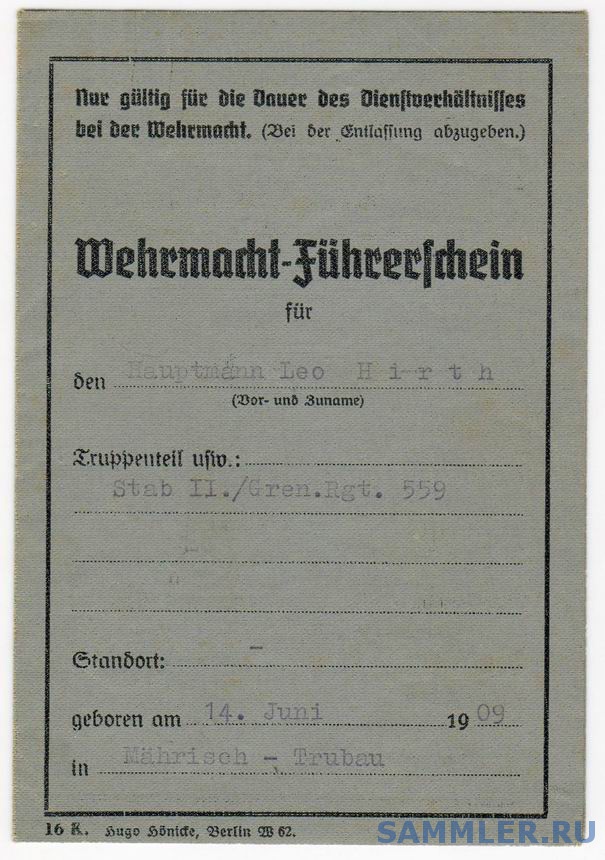 Nur gültig für die Dauer des Dienstverhältnisses
bei der Wehrmacht. (Bei der Entlassung abzugeben.)
Wehrmacht-Führerschein
für
den Hauptmann Leo Hirth
(Vor- und Zuname)
Truppenteil usw.:
Stab II./Gren.Rgt. 559
Standort: -
geboren am 14. Juni 1909
in Mährisch - Trubau
16 K. Hugo Hönicke, Berlin W 62.
SAMMLER.RU